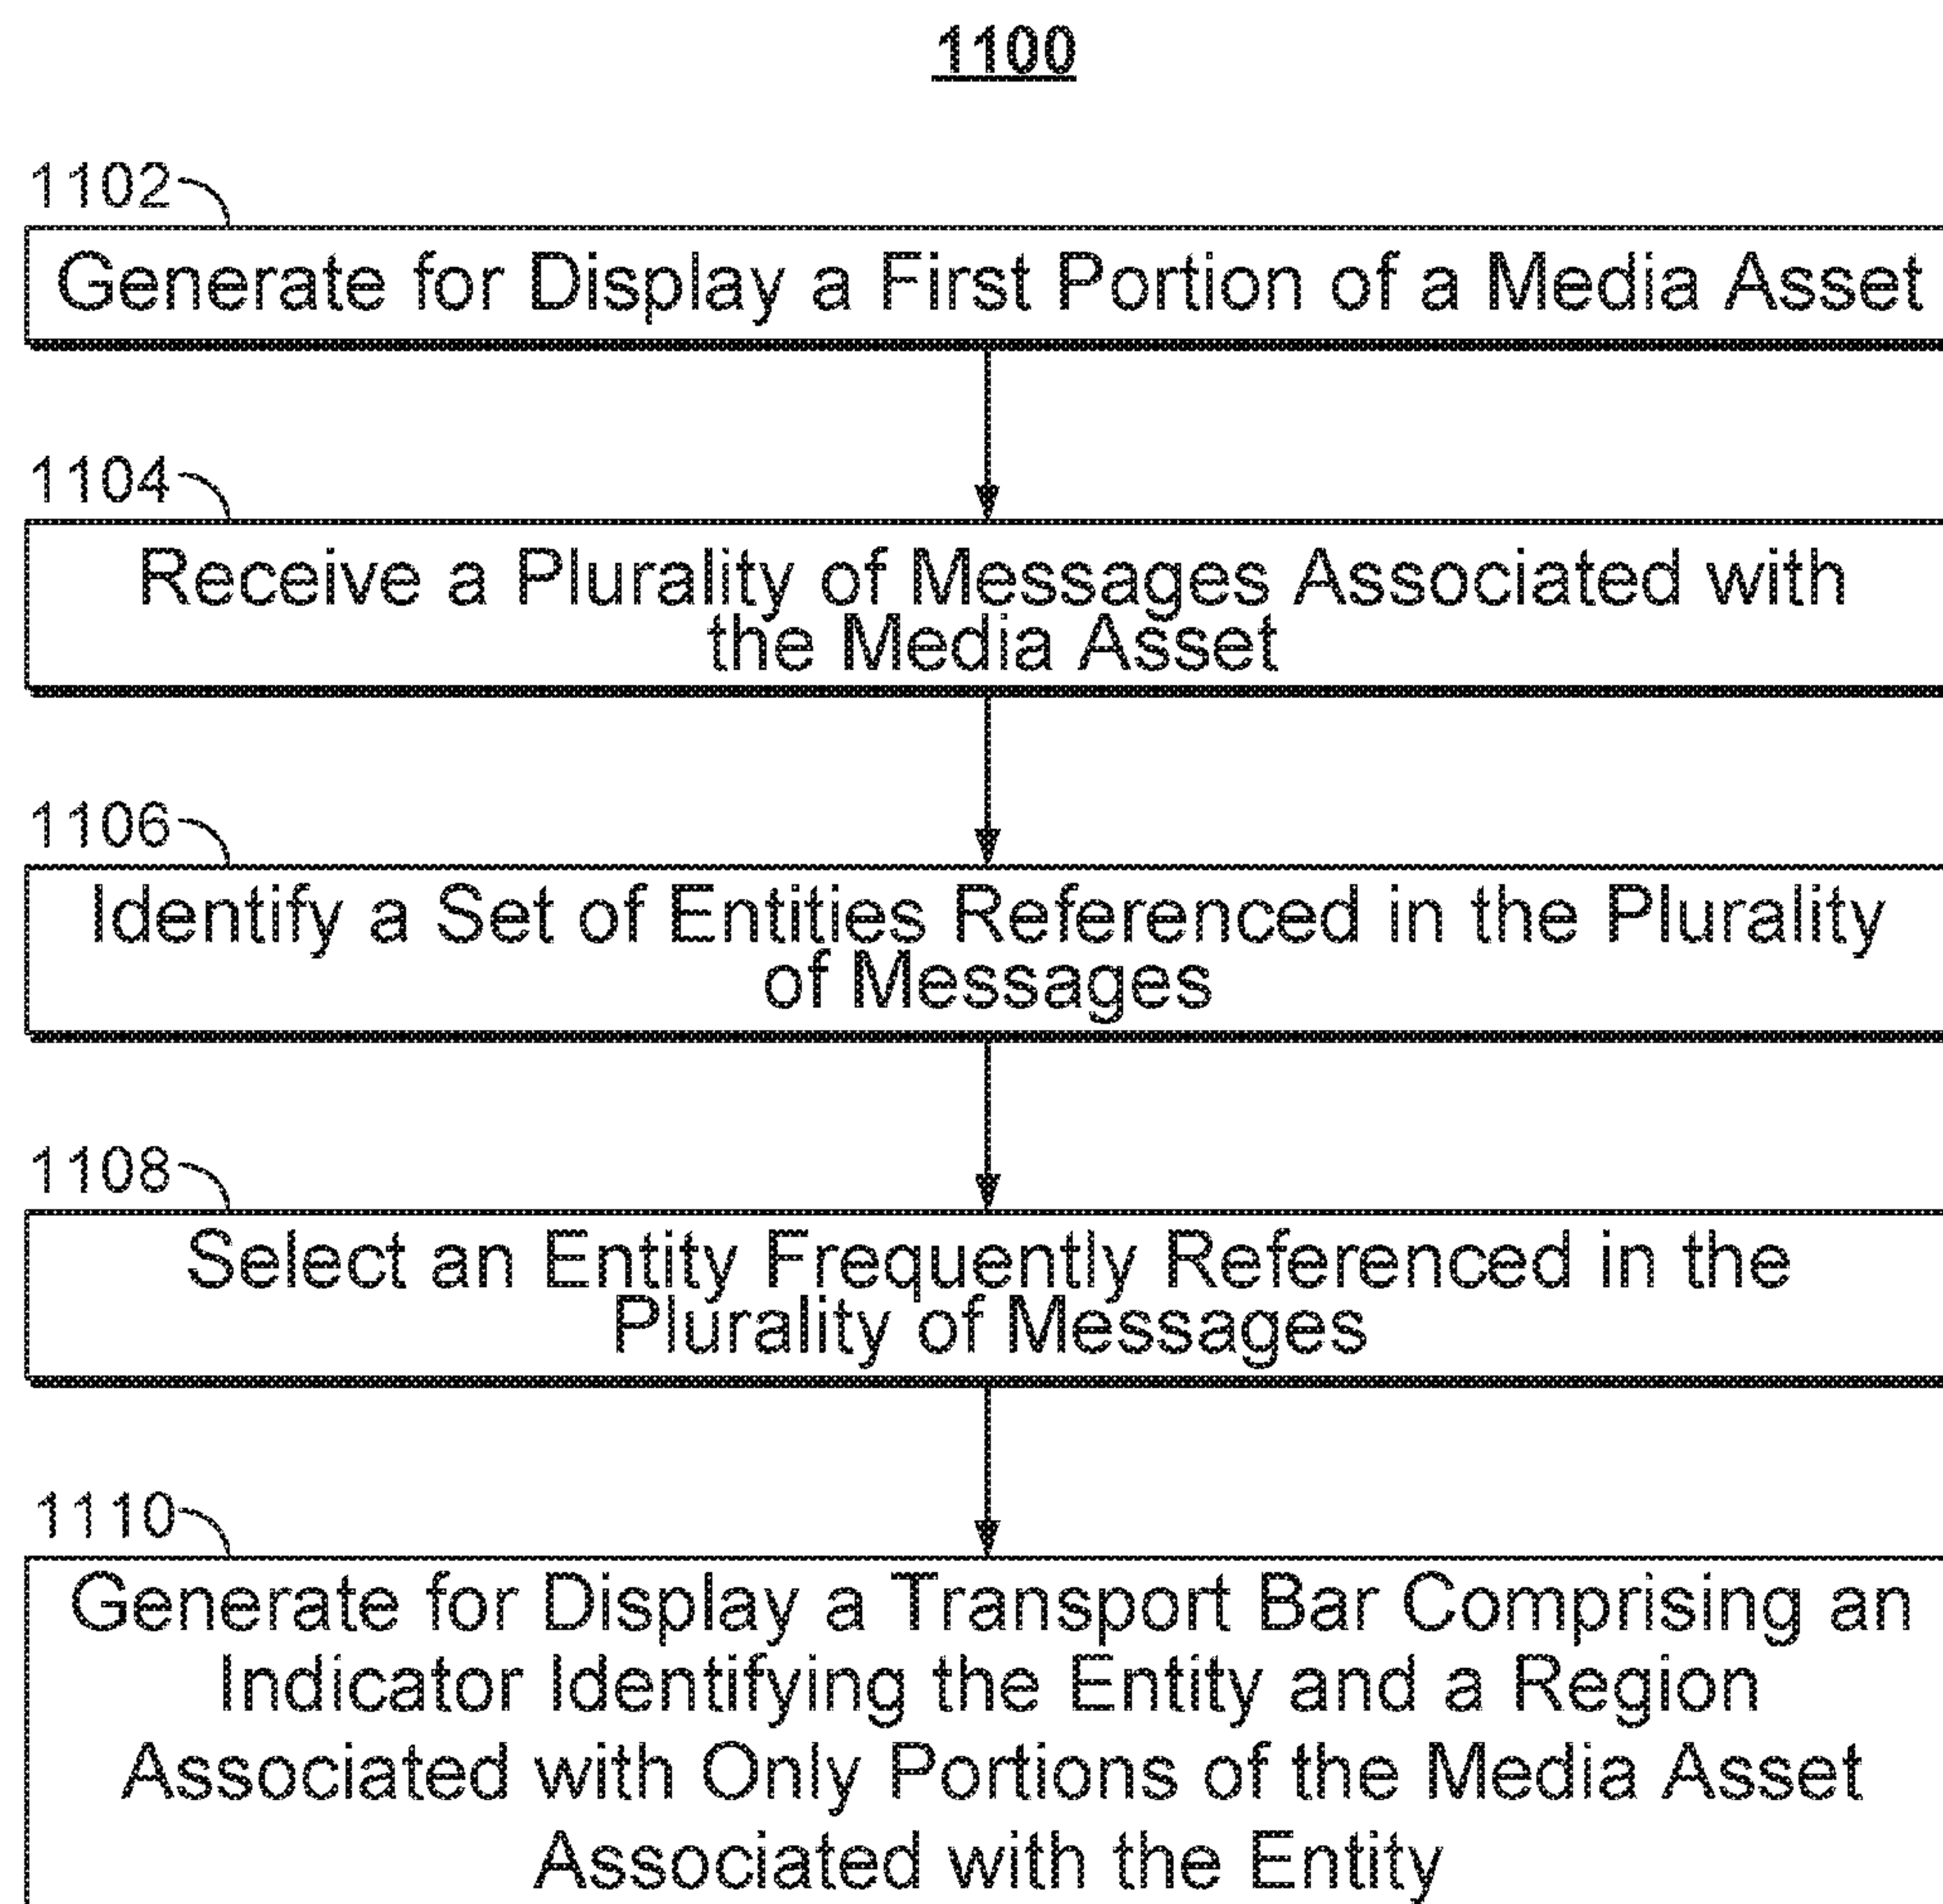 1100
1102
Generate for Display a First Portion of a Media Asset
1104
Receive a Plurality of Messages Associated with
the Media Asset
1106
Identify a Set of Entities Referenced in the Plurality
of Messages
1108
Select an Entity Frequently Referenced in the
Plurality of Messages
1110
Generate for Display a Transport Bar Comprising an
Indicator Identifying the Entity and a Region
Associated with Only Portions of the Media Asset
Associated with the Entity